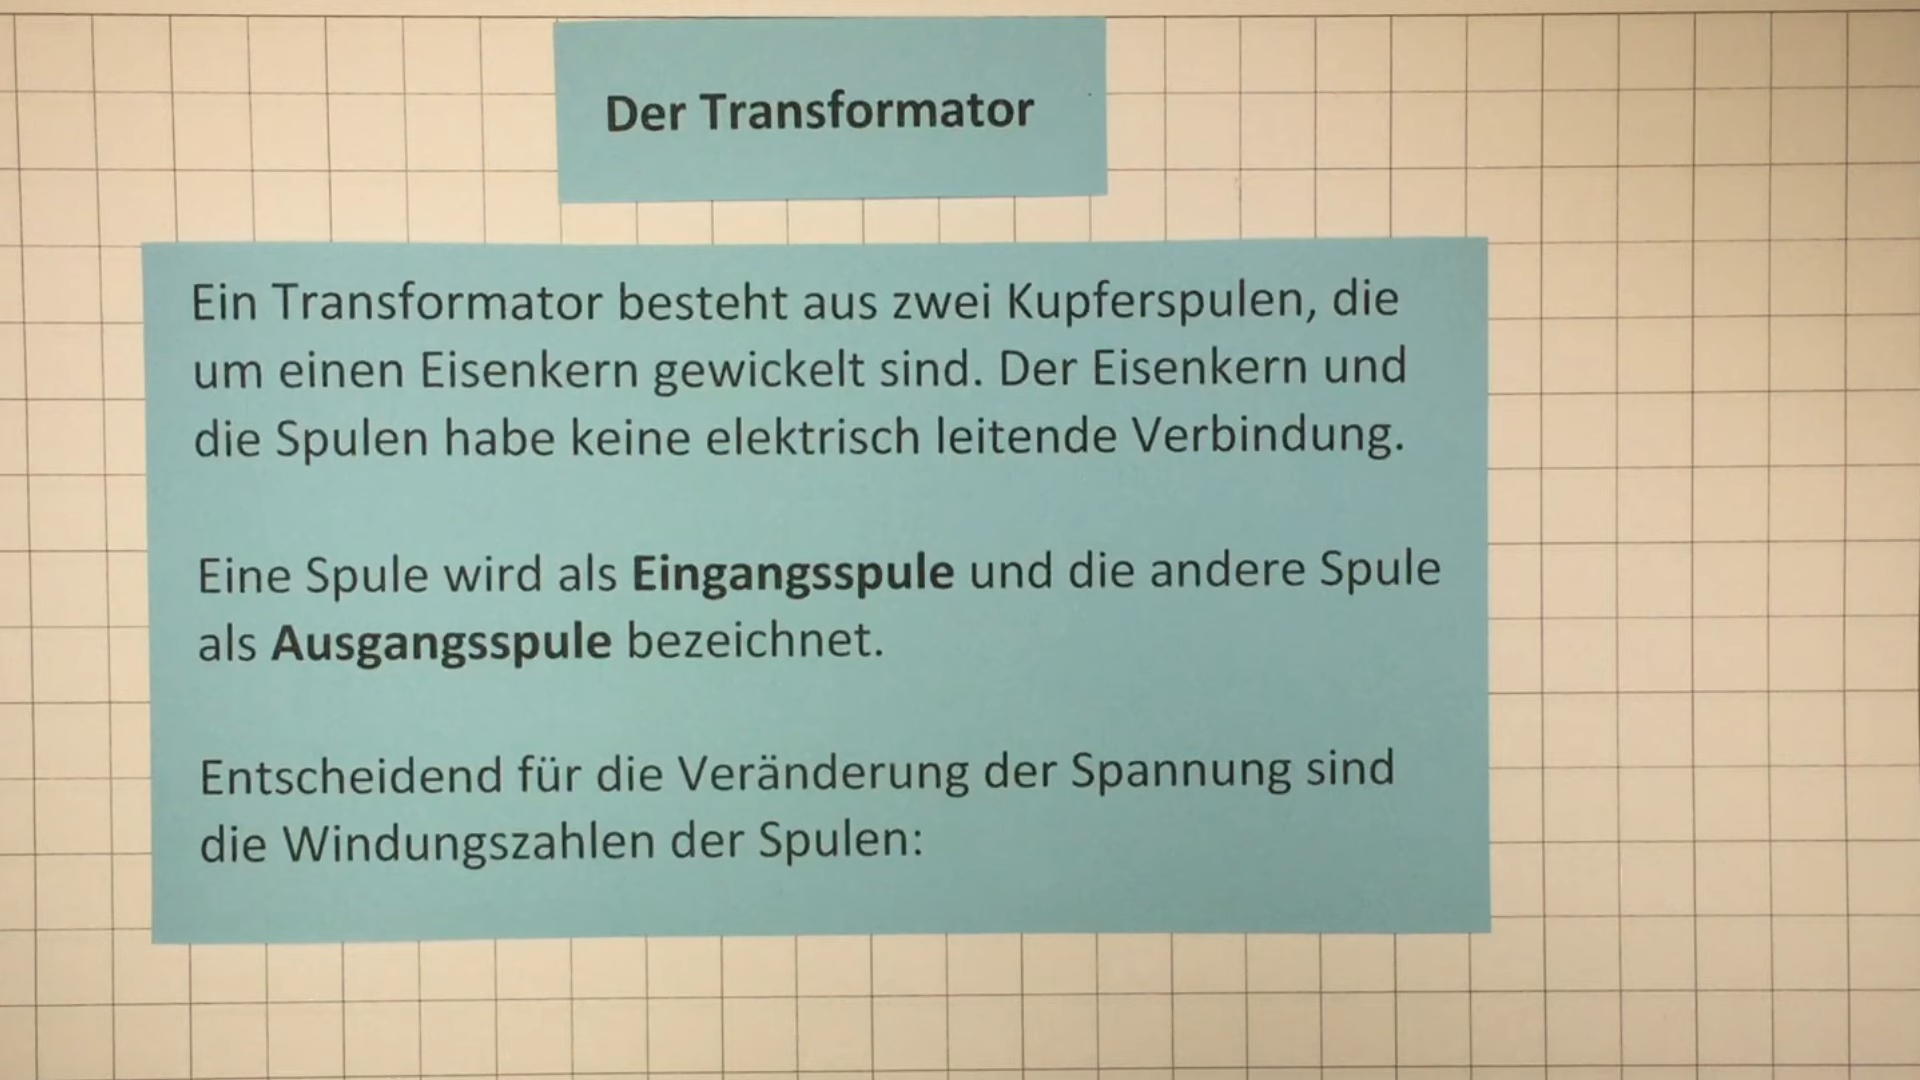 Der Transformator
Ein Transformator besteht aus zwei Kupferspulen, die
um einen Eisenkern gewickelt sind. Der Eisenkern und
die Spulen habe keine elektrisch leitende Verbindung.
Eine Spule wird als Eingangsspule und die andere Spule
als Ausgangsspule bezeichnet.
Entscheidend für die Veränderung der Spannung sind
die Windungszahlen der Spulen: